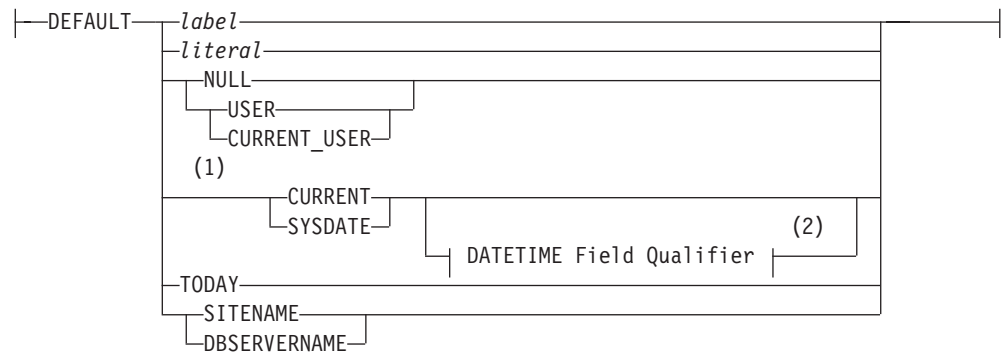 DEFAULT label
literal
NULL
USER
CURRENT_USER
(1)
CURRENT
SYSDATE
(2)
DATETIME Field Qualifier
TODAY
SITENAME
DBSERVERNAME